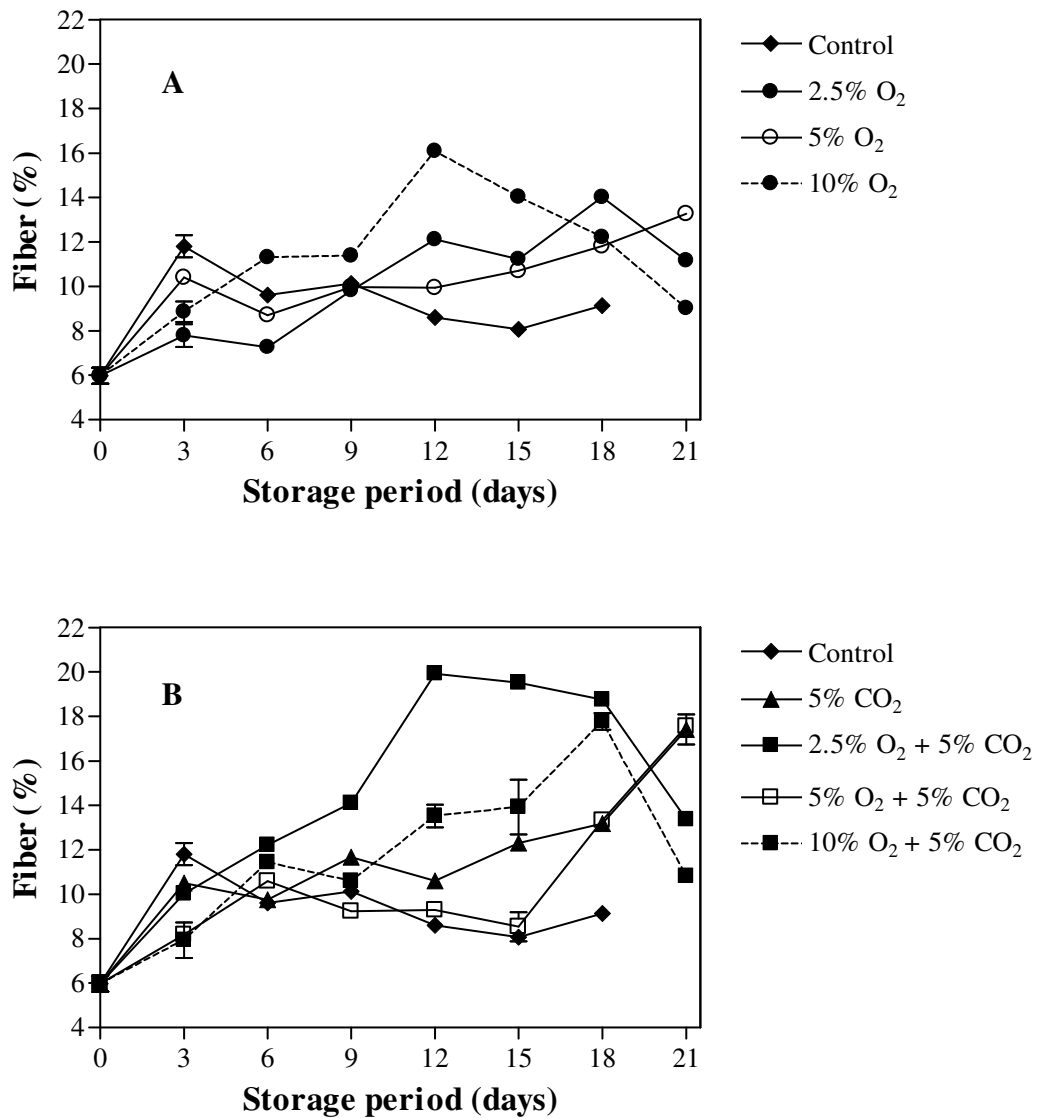 22
20
18
16
14
12
10
8
6
4
Fiber (%)
A
0 3 6 9 12 15 18 21
Storage period (days)
Control
2.5% O₂
5% O₂
10% O₂
22
20
18
16
14
12
10
8
6
4
Fiber (%)
B
0 3 6 9 12 15 18 21
Storage period (days)
Control
5% CO₂
2.5% O₂ + 5% CO₂
5% O₂ + 5% CO₂
10% O₂ + 5% CO₂